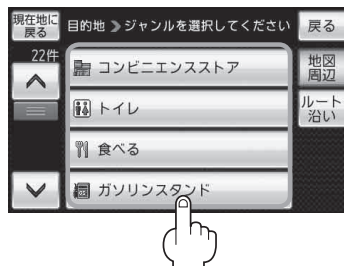 現在地に
戻る
目的地 》ジャンルを選択してください
戻る
22件
コンビニエンスストア
トイレ
食べる
ガソリンスタンド
地図
周辺
ルート
沿い